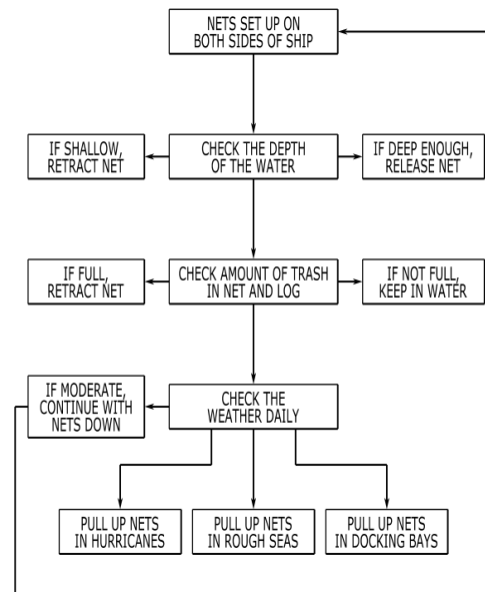 NETS SET UP ON
BOTH SIDES OF SHIP
IF SHALLOW,
RETRACT NET
CHECK THE DEPTH
OF THE WATER
IF DEEP ENOUGH,
RELEASE NET
IF FULL,
RETRACT NET
CHECK AMOUNT OF TRASH
IN NET AND LOG
IF NOT FULL,
KEEP IN WATER
IF MODERATE,
CONTINUE WITH
NETS DOWN
CHECK THE
WEATHER DAILY
PULL UP NETS
IN HURRICANES
PULL UP NETS
IN ROUGH SEAS
PULL UP NETS
IN DOCKING BAYS